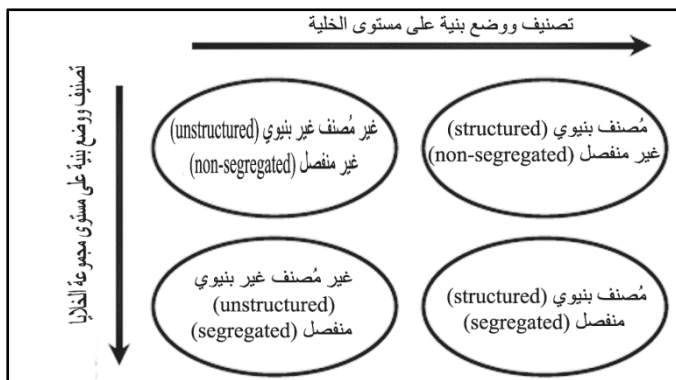 تصنيف ووضع بنية على مستوى الخلية
تصنيف ووضع بنية على مستوى مجموعة الخلايا
غير مُصنف غير بنيوي (unstructured)
غير منفصل (non-segregated)
مُصنف بنيوي (structured)
غير منفصل (non-segregated)
غير مُصنف غير بنيوي
(unstructured)
منفصل (segregated)
مُصنف بنيوي (structured)
منفصل (segregated)